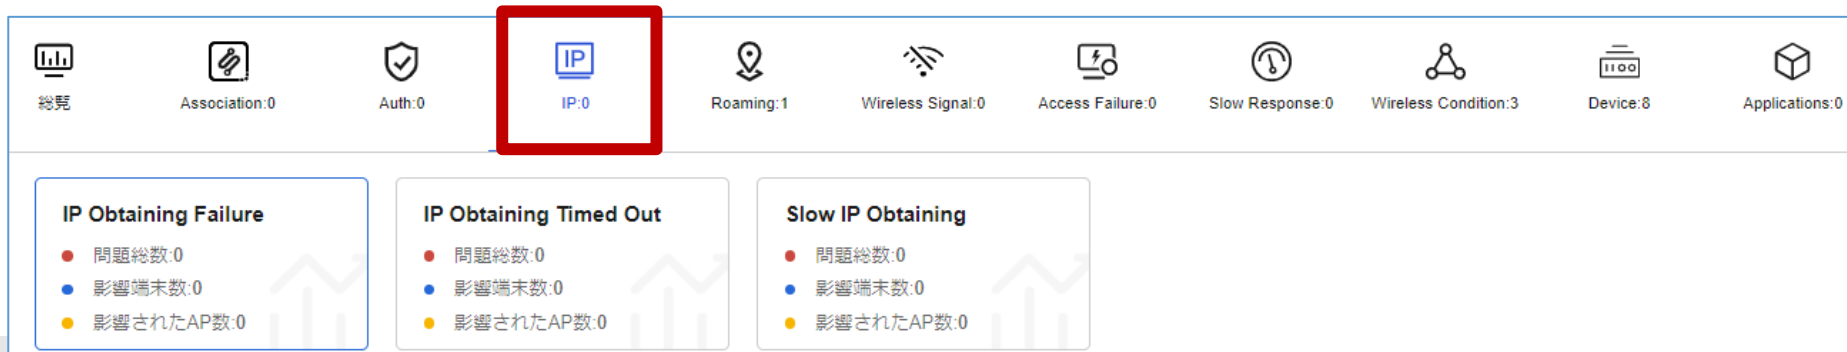 総覧 Association:0 Auth:0 IP IP:0 Roaming:1 Wireless Signal:0 Access Failure:0 Slow Response:0 Wireless Condition:3 Device:8 Applications:0
IP Obtaining Failure
問題総数:0
影響端末数:0
影響されたAP数:0
IP Obtaining Timed Out
問題総数:0
影響端末数:0
影響されたAP数:0
Slow IP Obtaining
問題総数:0
影響端末数:0
影響されたAP数:0